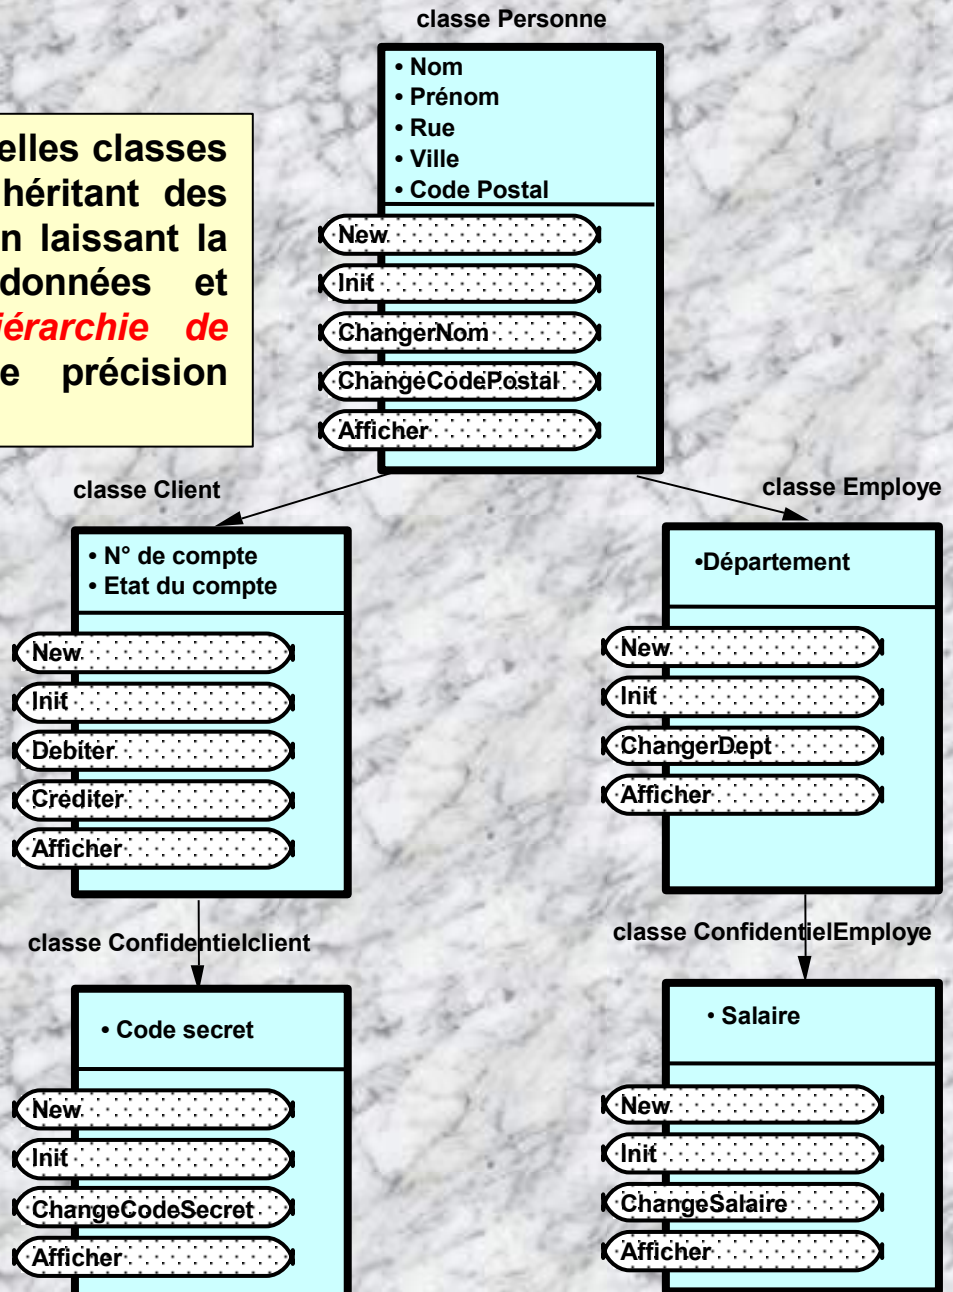 classe Personne
• Nom
• Prénom
• Rue
• Ville
• Code Postal
New
Init
ChangerNom
ChangeCodePostal
Afficher
elles classes
héritant des
n laissant la
données et
iérarchie de
e précision
classe Client
• N° de compte
• Etat du compte
New
Init
Debiter
Crediter
Afficher
classe Employe
•Département
New
Init
ChangerDept
Afficher
classe Confidentielclient
• Code secret
New
Init
ChangeCodeSecret
Afficher
classe ConfidentielEmploye
• Salaire
New
Init
ChangeSalaire
Afficher